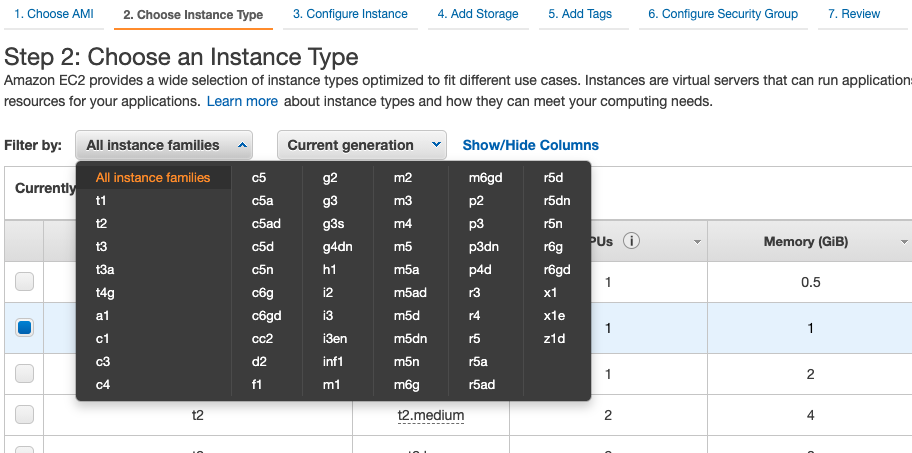 1. Choose AMI 2. Choose Instance Type 3. Configure Instance 4. Add Storage 5. Add Tags 6. Configure Security Group 7. Review
Step 2: Choose an Instance Type
Amazon EC2 provides a wide selection of instance types optimized to fit different use cases. Instances are virtual servers that can run application
resources for your applications. Learn more about instance types and how they can meet your computing needs.
Filter by: All instance families Current generation Show/Hide Columns
All instance families c5 g2 m2 m6gd r5d
Currently
t1 c5a g3 m3 p2 r5dn
t2 c5ad g3s m4 p3 r5n
t3 c5d g4dn m5 p3dn r6g
PUs i Memory (GiB)
t3a c5n h1 m5a p4d r6gd
1 0.5
t4g c6g i2 m5ad r3 x1
a1 c6gd i3 m5d r4 x1e
1 1
c1 cc2 i3en m5dn r5 z1d
c3 d2 inf1 m5n r5a
1 2
c4 f1 m1 m6g r5ad
t2 t2.medium 2 4